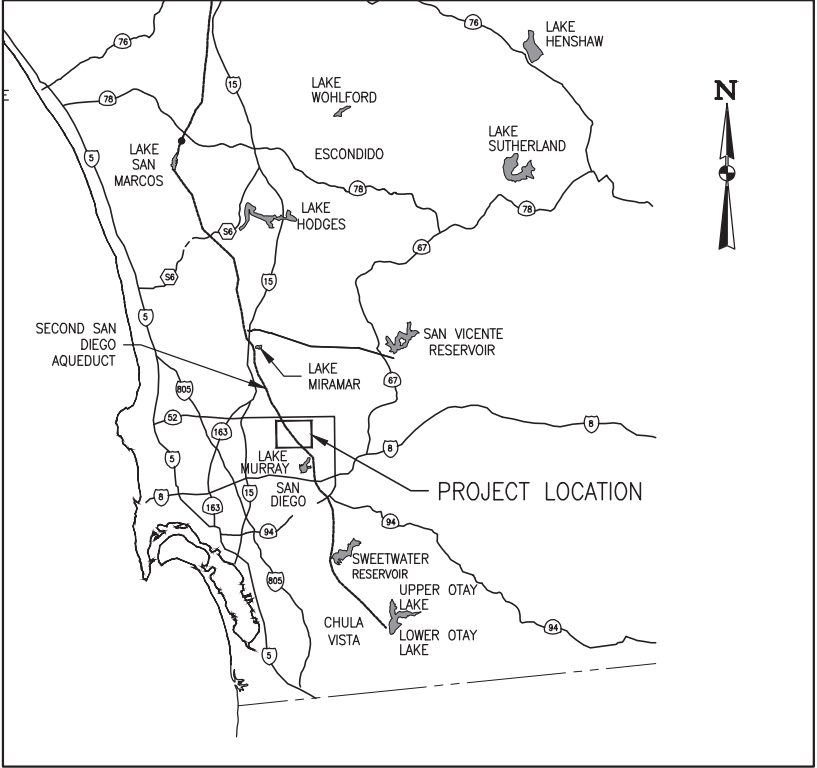 76
LAKE
HENSHAW
76
15
LAKE
WOHLFORD
N
78
E
5
LAKE
SAN
MARCOS
ESCONDIDO
LAKE
SUTHERLAND
78
78
LAKE
HODGES
S6
67
S6
15
5
SECOND SAN
DIEGO
AQUEDUCT
SAN VICENTE
RESERVOIR
LAKE
MIRAMAR
805
67
52
163
8
8
5
LAKE
MURRAY
PROJECT LOCATION
8
15
SAN
DIEGO
163
94
94
SWEETWATER
RESERVOIR
805
UPPER OTAY
LAKE
CHULA
VISTA
94
LOWER OTAY
LAKE
5